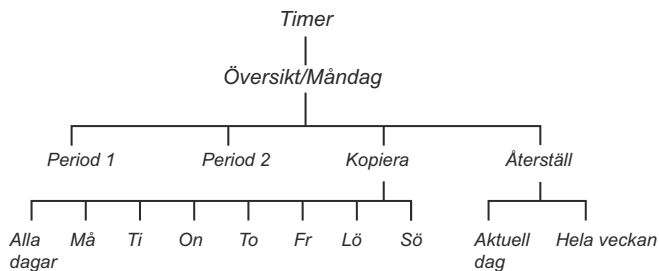 Timer
Översikt/Måndag
Period 1 Period 2 Kopiera Återställ
Alla dagar Må Ti On To Fr Lö Sö Aktuell dag Hela veckan